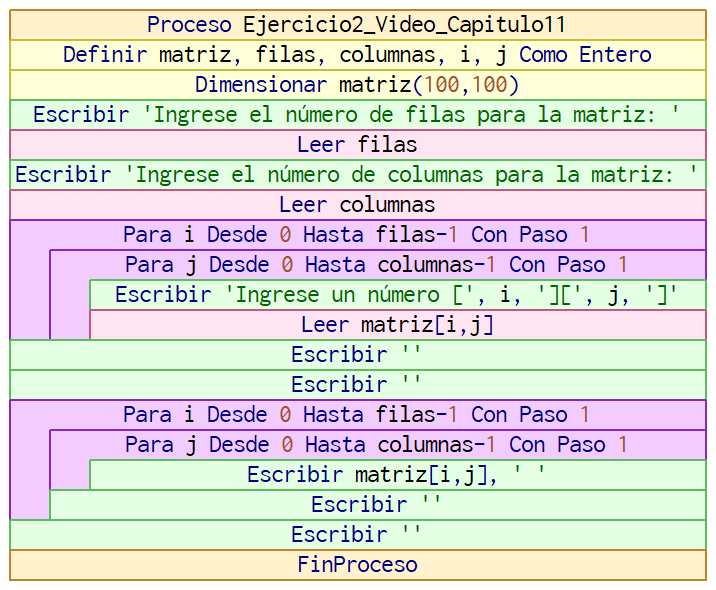 Proceso Ejercicio2_Video_Capitulo11
Definir matriz, filas, columnas, i, j Como Entero
Dimensionar matriz(100,100)
Escribir 'Ingrese el número de filas para la matriz: '
Leer filas
Escribir 'Ingrese el número de columnas para la matriz: '
Leer columnas
Para i Desde 0 Hasta filas-1 Con Paso 1
Para j Desde 0 Hasta columnas-1 Con Paso 1
Escribir 'Ingrese un número [', i, '][', j, ']'
Leer matriz[i,j]
Escribir ''
Escribir ''
Para i Desde 0 Hasta filas-1 Con Paso 1
Para j Desde 0 Hasta columnas-1 Con Paso 1
Escribir matriz[i,j], ' '
Escribir ''
Escribir ''
FinProceso